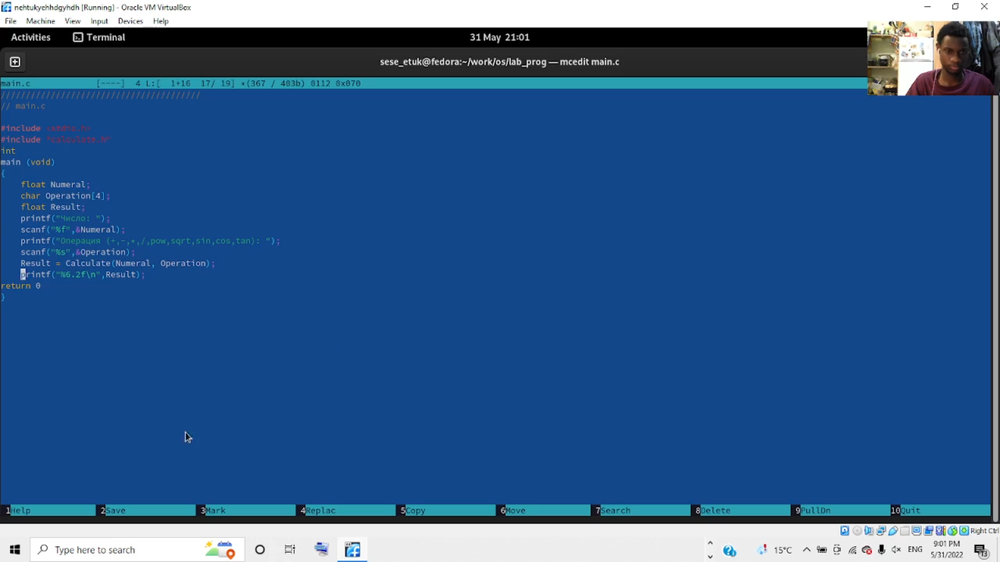 nehtukyehhdgyhdh [Running] - Oracle VM VirtualBox
File Machine View Input Devices Help
Activities Terminal 31 May 21:01
sese_etuk@fedora:~/work/os/lab_prog — mcedit main.c
main.c [----] 4 L:[ 1+16 17/ 19] *(367 / 403b) 0112 0x070
////////////////////////////////////////
// main.c
#include <stdio.h>
#include "calculate.h"
int
main (void)
{
float Numeral;
char Operation[4];
float Result;
printf("Число: ");
scanf("%f",&Numeral);
printf("Операция (+,-,*,/,pow,sqrt,sin,cos,tan): ");
scanf("%s",&Operation);
Result = Calculate(Numeral, Operation);
printf("%6.2f\n",Result);
return 0
}
1Help 2Save 3Mark 4Replac 5Copy 6Move 7Search 8Delete 9PullDn 10Quit
Right Ctrl
Type here to search 15°C ENG 9:01 PM
5/31/2022 13